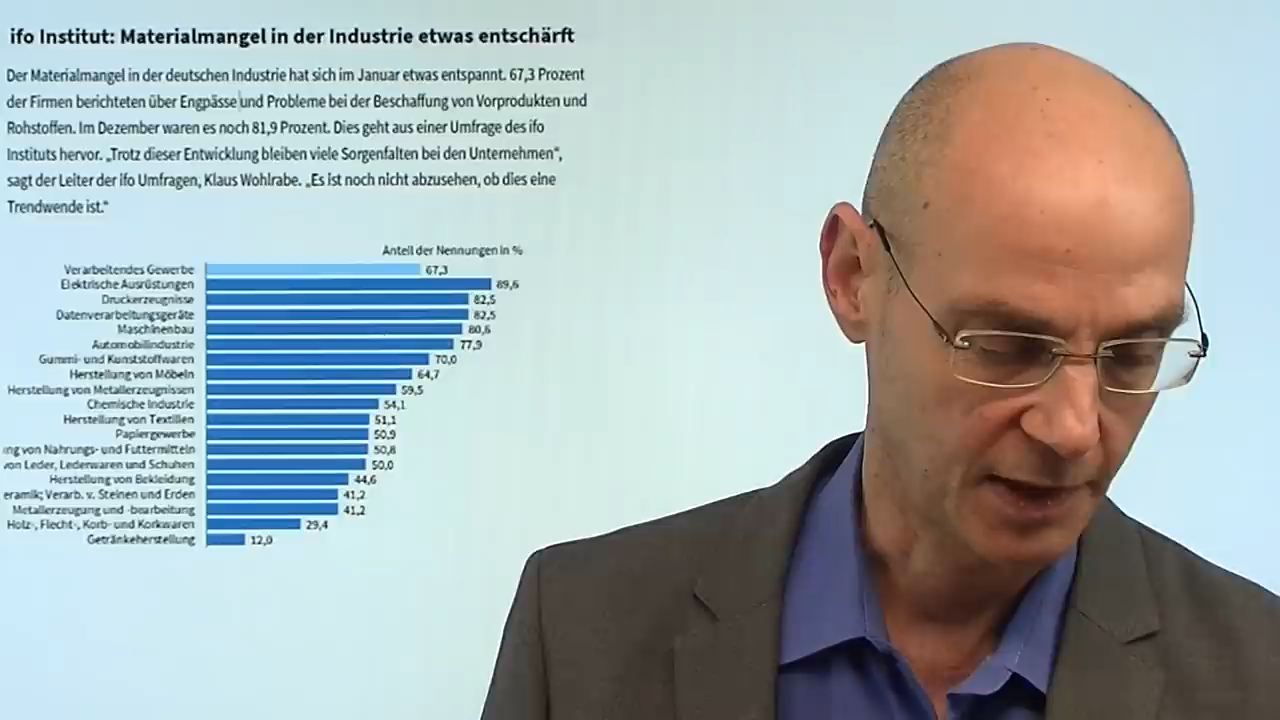 ifo Institut: Materialmangel in der Industrie etwas entschärft
Der Materialmangel in der deutschen Industrie hat sich im Januar etwas entspannt. 67,3 Prozent
der Firmen berichteten über Engpässe und Probleme bei der Beschaffung von Vorprodukten und
Rohstoffen. Im Dezember waren es noch 81,9 Prozent. Dies geht aus einer Umfrage des ifo
Instituts hervor. „Trotz dieser Entwicklung bleiben viele Sorgenfalten bei den Unternehmen“,
sagt der Leiter der ifo Umfragen, Klaus Wohlrabe. „Es ist noch nicht abzusehen, ob dies eine
Trendwende ist.“
Anteil der Nennungen in %
Verarbeitendes Gewerbe 67,3
Elektrische Ausrüstungen 89,6
Druckerzeugnisse 82,5
Datenverarbeitungsgeräte 82,5
Maschinenbau 80,6
Automobilindustrie 77,9
Gummi- und Kunststoffwaren 70,0
Herstellung von Möbeln 64,7
Herstellung von Metallerzeugnissen 59,5
Chemische Industrie 54,1
Herstellung von Textilien 51,1
Papiergewerbe 50,9
ng von Nahrungs- und Futtermitteln 50,8
von Leder, Lederwaren und Schuhen 50,0
Herstellung von Bekleidung 44,6
eramik; Verarb. v. Steinen und Erden 41,2
Metallerzeugung und -bearbeitung 41,2
Holz-, Flecht-, Korb- und Korkwaren 29,4
Getränkeherstellung 12,0